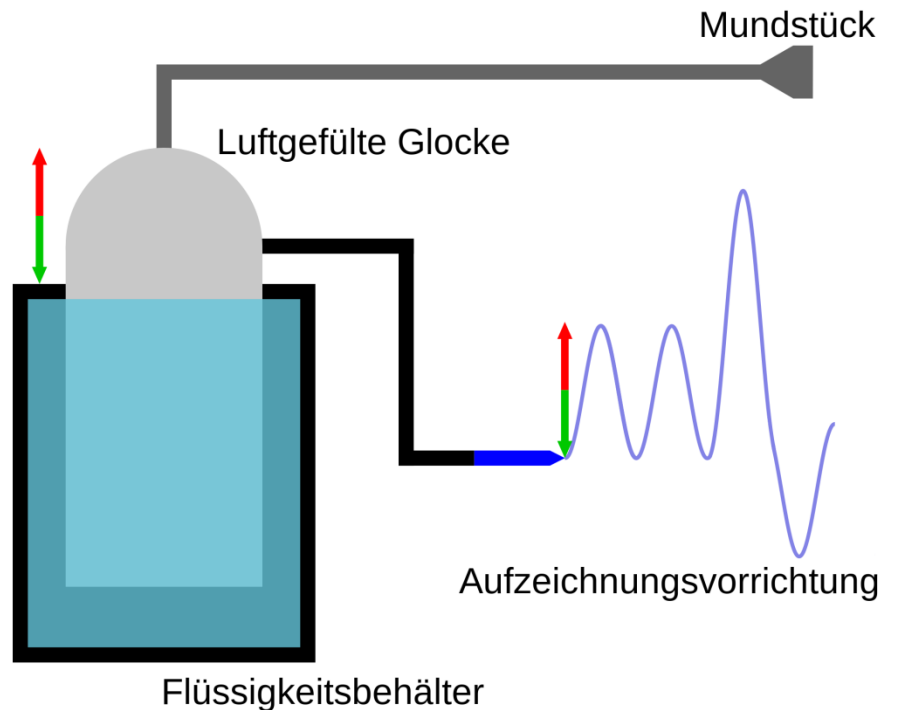 Mundstück
Luftgefülte Glocke
Aufzeichnungsvorrichtung
Flüssigkeitsbehälter